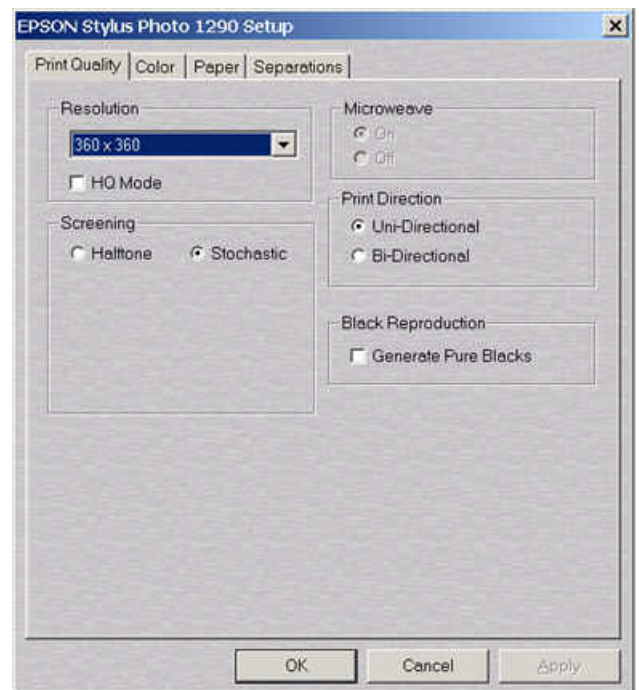 EPSON Stylus Photo 1290 Setup
Print Quality Color Paper Separations
Resolution
360 x 360
HQ Mode
Screening
Halftone Stochastic
Microweave
On
Off
Print Direction
Uni-Directional
Bi-Directional
Black Reproduction
Generate Pure Blacks
OK Cancel Apply